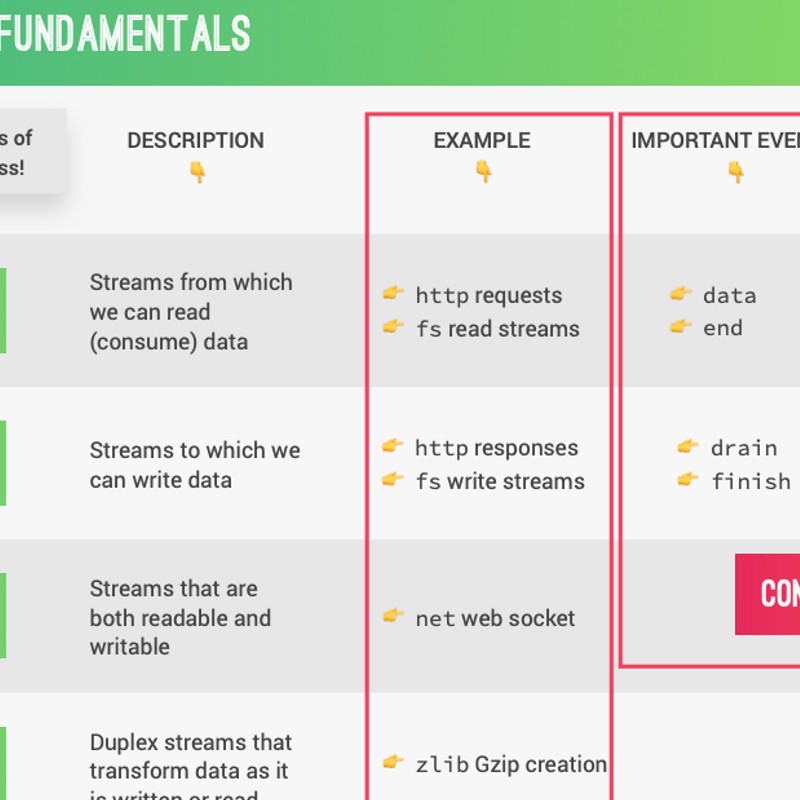 FUNDAMENTALS
s of
ss!
DESCRIPTION
EXAMPLE
IMPORTANT EVE
Streams from which
we can read
(consume) data
http requests
fs read streams
data
end
Streams to which we
can write data
http responses
fs write streams
drain
finish
Streams that are
both readable and
writable
net web socket
CON
Duplex streams that
transform data as it
is written or read
zlib Gzip creation